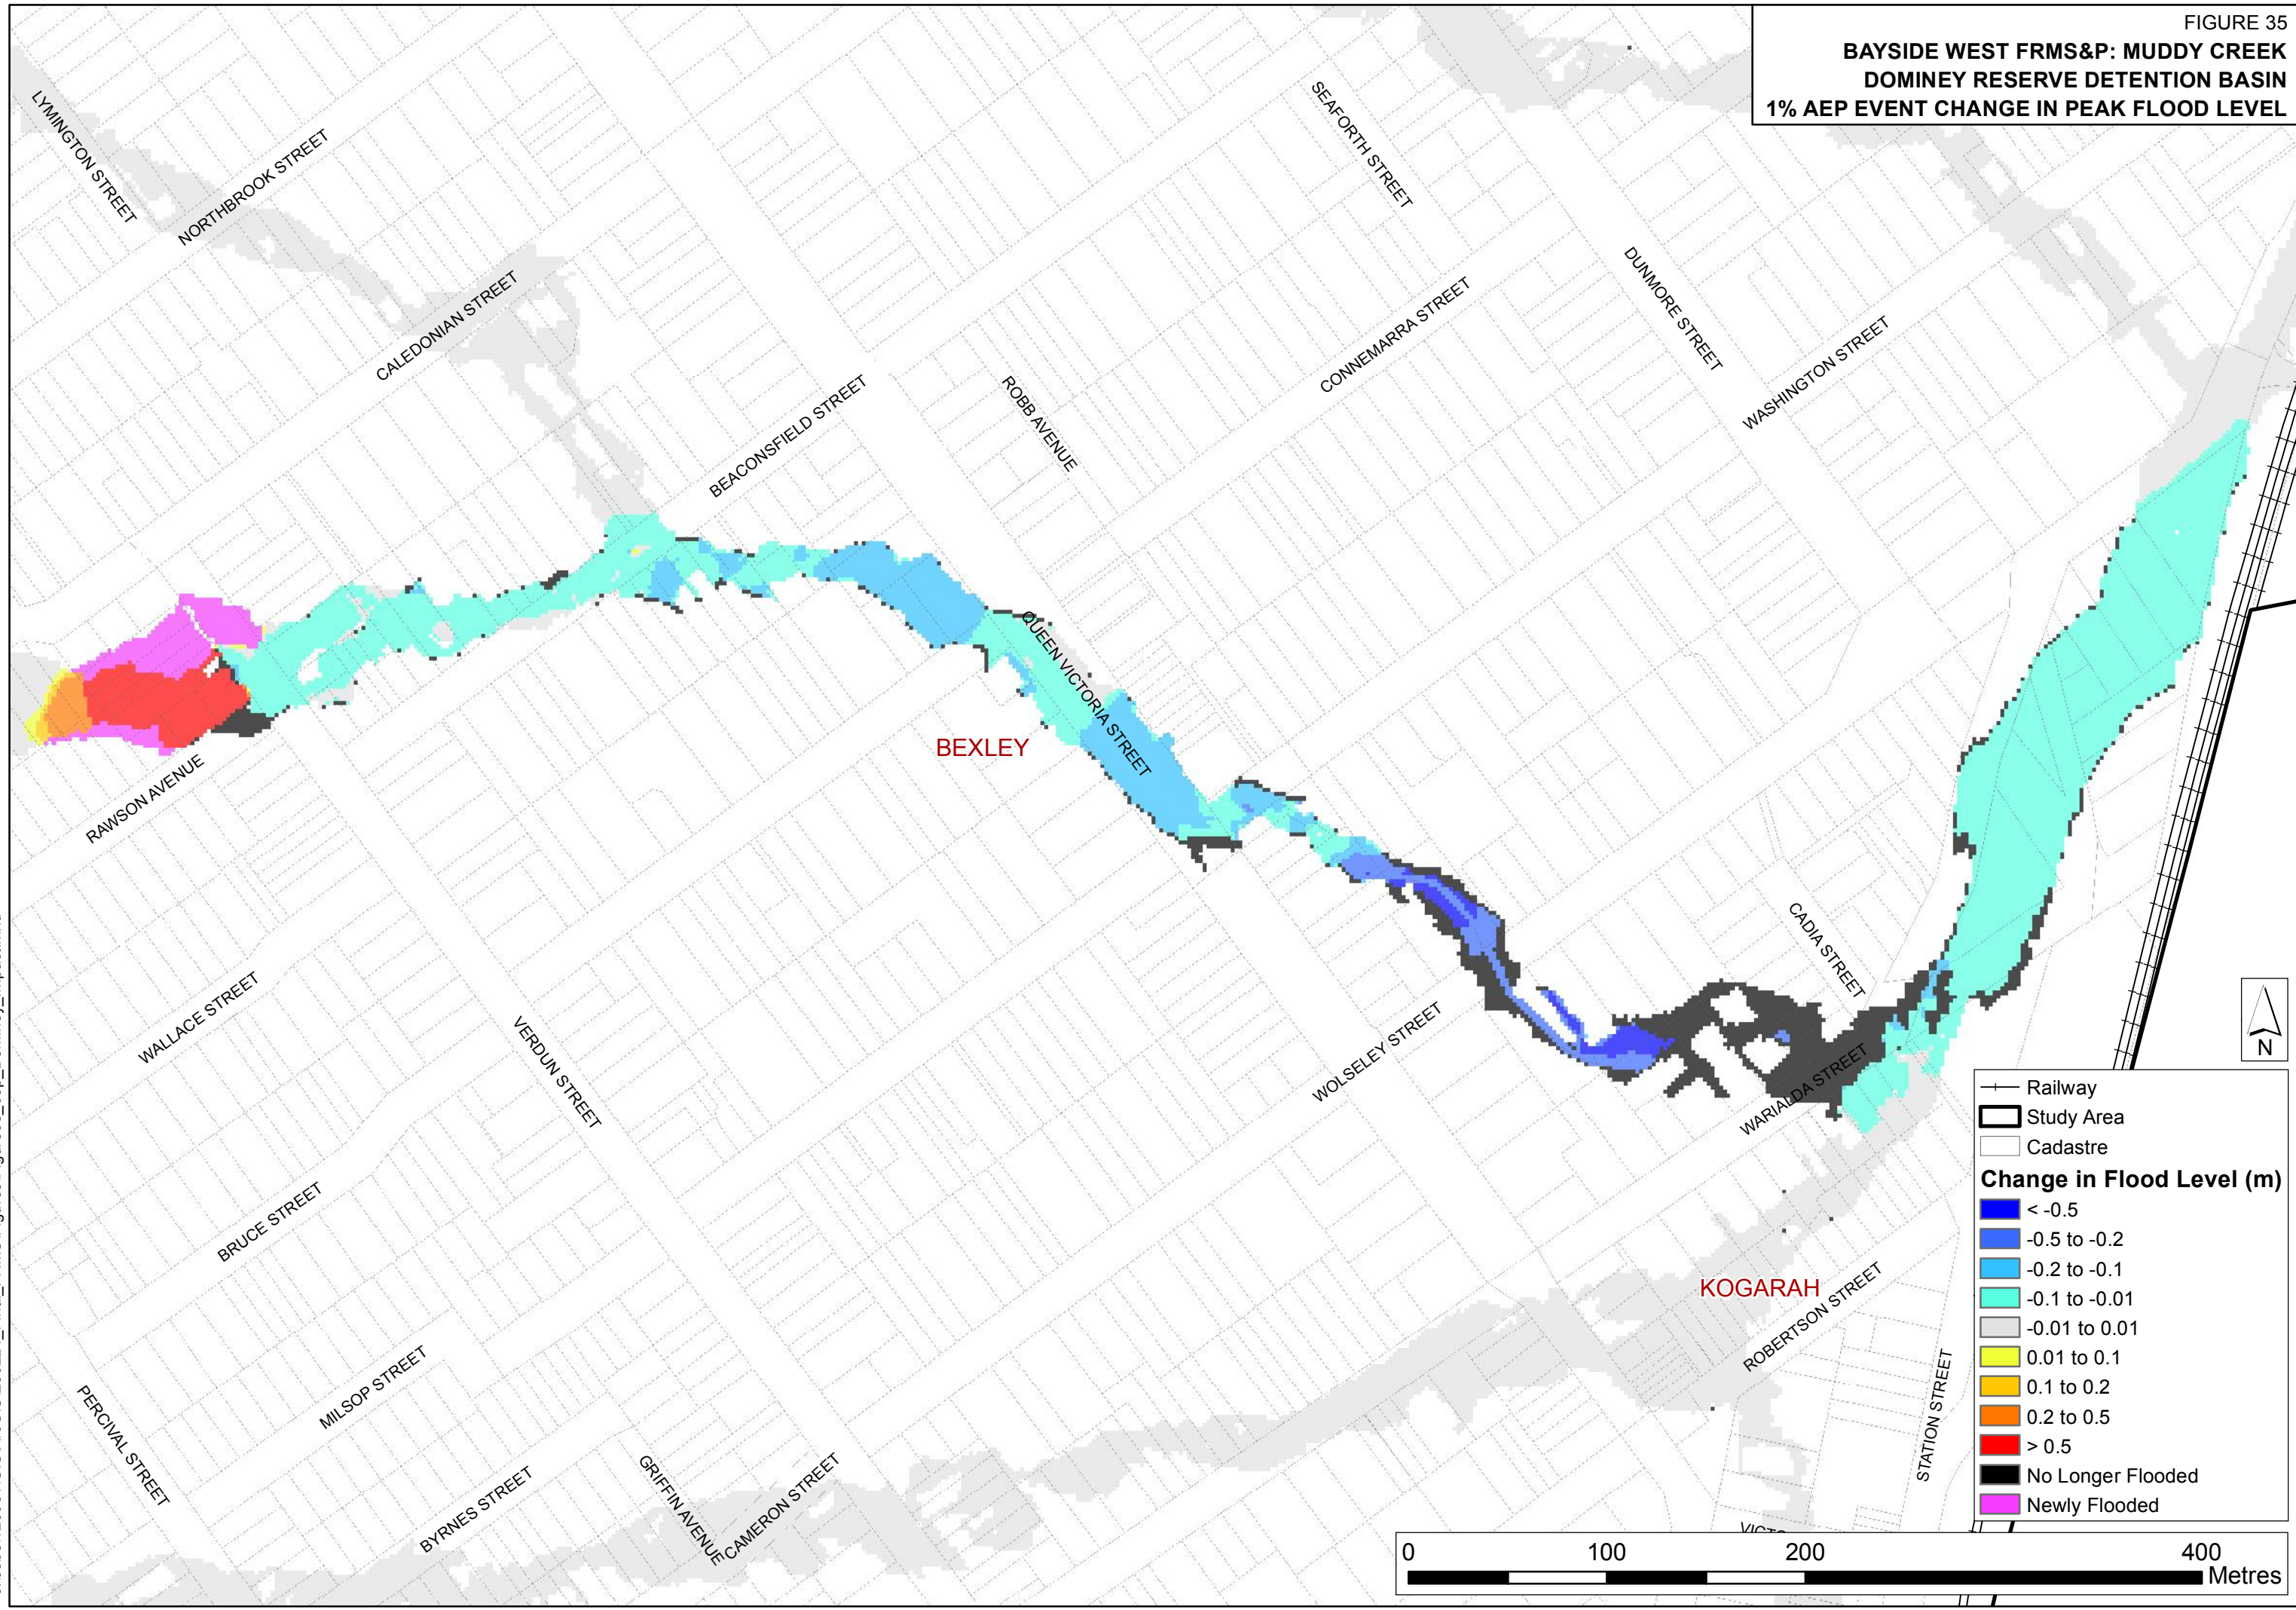 FIGURE 35
BAYSIDE WEST FRMS&P: MUDDY CREEK
DOMINEY RESERVE DETENTION BASIN
1% AEP EVENT CHANGE IN PEAK FLOOD LEVEL
LYMINGTON STREET
NORTHBROOK STREET
SEAFORTH STREET
CALEDONIAN STREET
DUNMORE STREET
CONNEMARRA STREET
WASHINGTON STREET
BEACONSFIELD STREET
ROBB AVENUE
QUEEN VICTORIA STREET
BEXLEY
RAWSON AVENUE
CADIA STREET
WALLACE STREET
VERDUN STREET
WOLSELEY STREET
WARIALDA STREET
BRUCE STREET
KOGARAH
ROBERTSON STREET
STATION STREET
MILSOP STREET
PERCIVAL STREET
BYRNES STREET
GRIFFIN AVENUE
CAMERON STREET
N
Railway
Study Area
Cadastre
Change in Flood Level (m)
< -0.5
-0.5 to -0.2
-0.2 to -0.1
-0.1 to -0.01
-0.01 to 0.01
0.01 to 0.1
0.1 to 0.2
0.2 to 0.5
> 0.5
No Longer Flooded
Newly Flooded
0 100 200 400
Metres